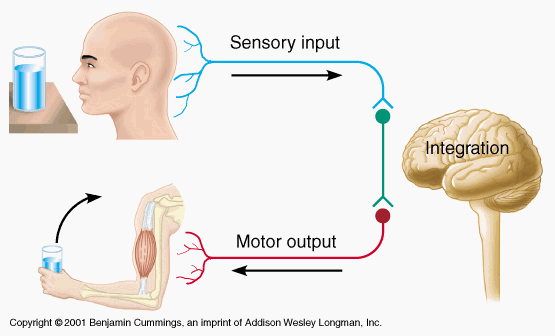 Sensory input
Integration
Motor output
Copyright © 2001 Benjamin Cummings, an imprint of Addison Wesley Longman, Inc.